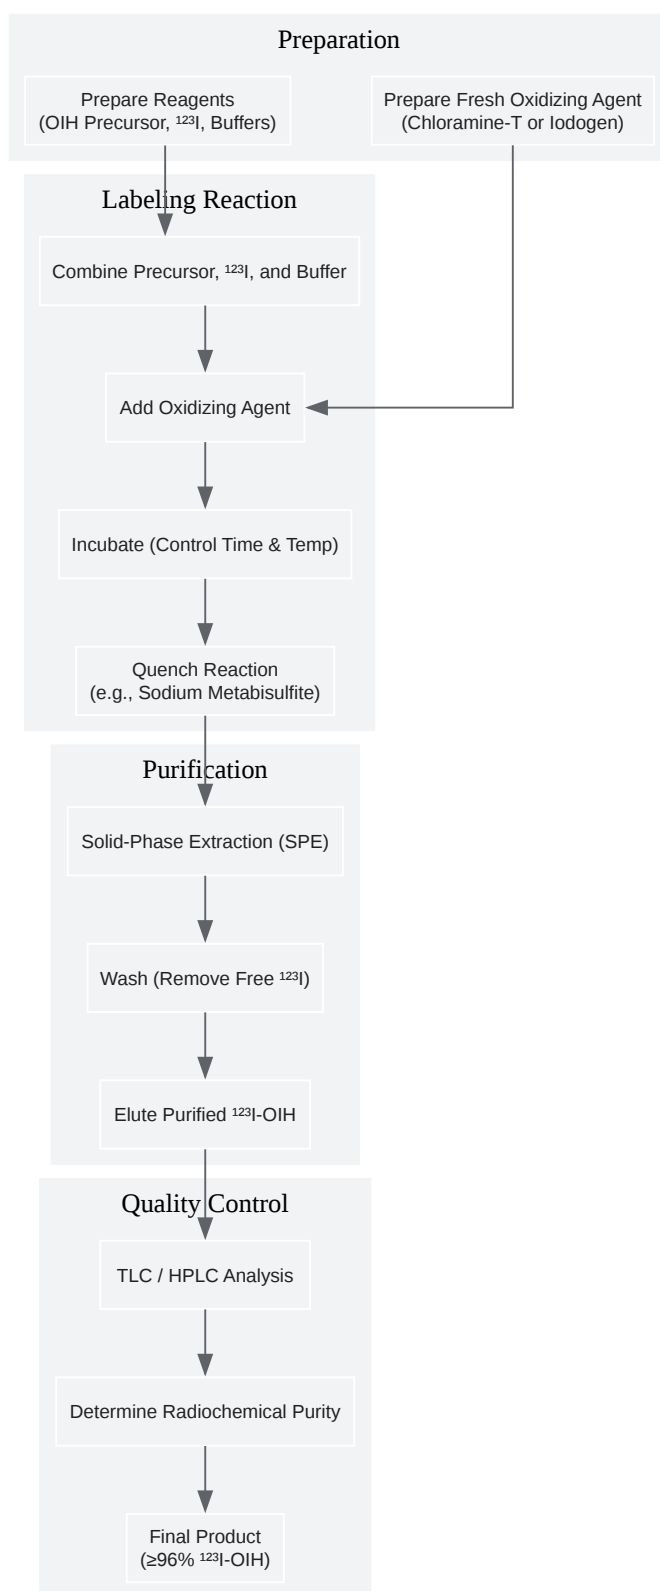 Preparation
Prepare Reagents
(OIH Precursor, ¹²³I, Buffers)
Prepare Fresh Oxidizing Agent
(Chloramine-T or Iodogen)
Labeling Reaction
Combine Precursor, ¹²³I, and Buffer
Add Oxidizing Agent
Incubate (Control Time & Temp)
Quench Reaction
(e.g., Sodium Metabisulfite)
Purification
Solid-Phase Extraction (SPE)
Wash (Remove Free ¹²³I)
Elute Purified ¹²³I-OIH
Quality Control
TLC / HPLC Analysis
Determine Radiochemical Purity
Final Product
(≥96% ¹²³I-OIH)